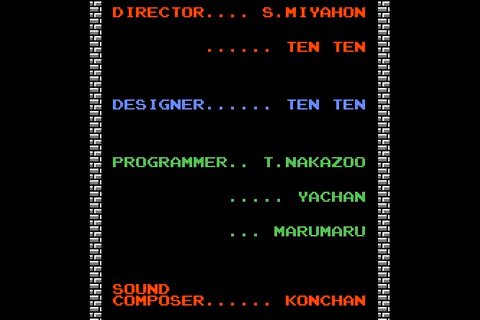 DIRECTOR.... S.MIYAHON
...... TEN TEN
DESIGNER...... TEN TEN
PROGRAMMER.. T.NAKAZOO
..... YACHAN
... MARUMARU
SOUND
COMPOSER...... KONCHAN